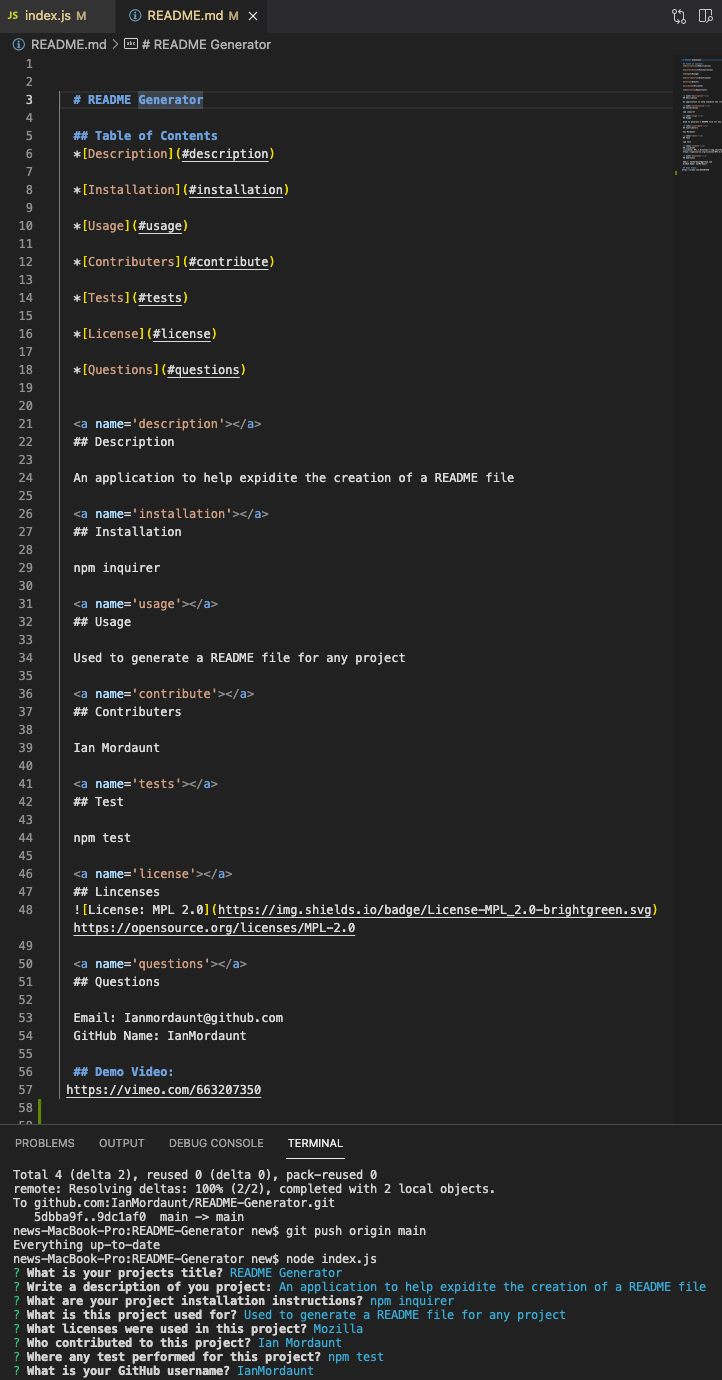 JS index.js M
ⓘ README.md M ×
ⓘ README.md > abc # README Generator
1
2
3 # README Generator
4
5 ## Table of Contents
6 *[Description](#description)
7
8 *[Installation](#installation)
9
10 *[Usage](#usage)
11
12 *[Contributers](#contribute)
13
14 *[Tests](#tests)
15
16 *[License](#license)
17
18 *[Questions](#questions)
19
20
21 <a name='description'></a>
22 ## Description
23
24 An application to help expidite the creation of a README file
25
26 <a name='installation'></a>
27 ## Installation
28
29 npm inquirer
30
31 <a name='usage'></a>
32 ## Usage
33
34 Used to generate a README file for any project
35
36 <a name='contribute'></a>
37 ## Contributers
38
39 Ian Mordaunt
40
41 <a name='tests'></a>
42 ## Test
43
44 npm test
45
46 <a name='license'></a>
47 ## Lincenses
48 ![License: MPL 2.0](https://img.shields.io/badge/License-MPL_2.0-brightgreen.svg)
https://opensource.org/licenses/MPL-2.0
49
50 <a name='questions'></a>
51 ## Questions
52
53 Email: Ianmordaunt@github.com
54 GitHub Name: IanMordaunt
55
56 ## Demo Video:
57 https://vimeo.com/663207350
58
PROBLEMS OUTPUT DEBUG CONSOLE TERMINAL
Total 4 (delta 2), reused 0 (delta 0), pack-reused 0
remote: Resolving deltas: 100% (2/2), completed with 2 local objects.
To github.com:IanMordaunt/README-Generator.git
5dbba9f..9dc1af0 main -> main
news-MacBook-Pro:README-Generator new$ git push origin main
Everything up-to-date
news-MacBook-Pro:README-Generator new$ node index.js
? What is your projects title? README Generator
? Write a description of you project: An application to help expidite the creation of a README file
? What are your project installation instructions? npm inquirer
? What is this project used for? Used to generate a README file for any project
? What licenses were used in this project? Mozilla
? Who contributed to this project? Ian Mordaunt
? Where any test performed for this project? npm test
? What is your GitHub username? IanMordaunt